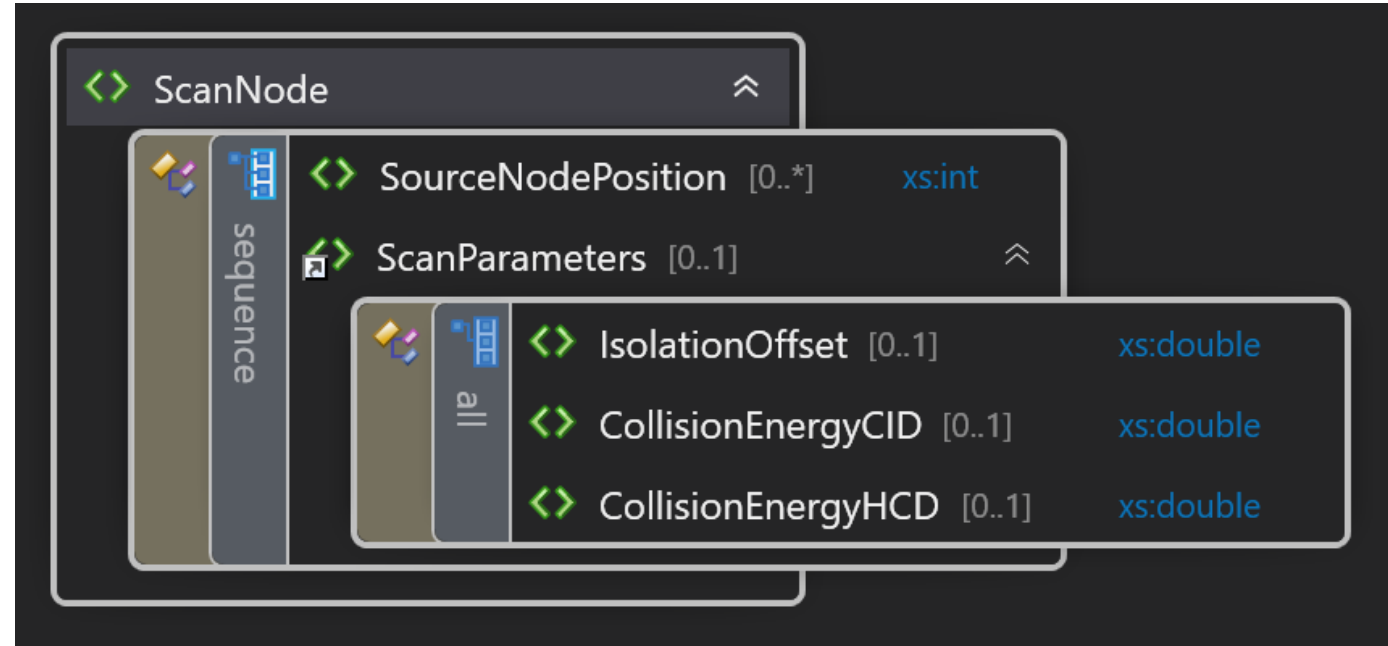 ScanNode
SourceNodePosition [0..*] xs:int
sequence
ScanParameters [0..1]
IsolationOffset [0..1] xs:double
all
CollisionEnergyCID [0..1] xs:double
CollisionEnergyHCD [0..1] xs:double